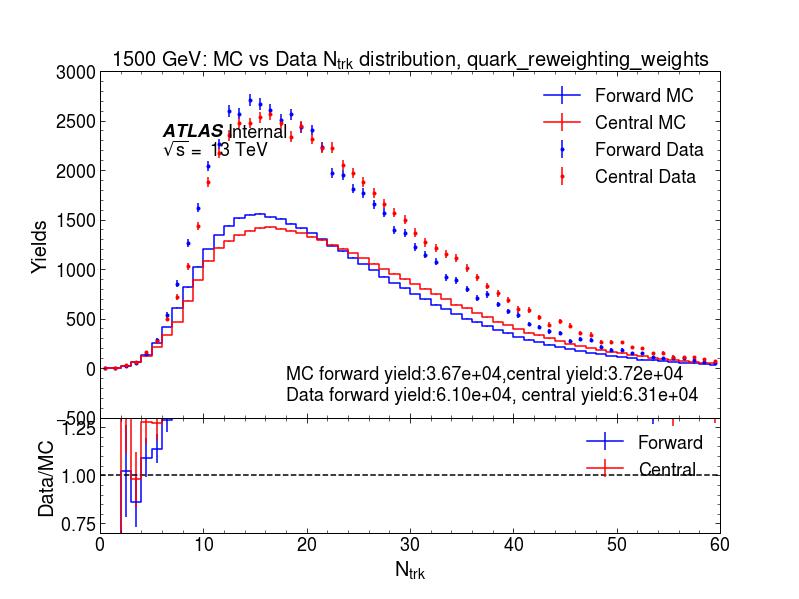 1500 GeV: MC vs Data Ntrk distribution, quark_reweighting_weights
3000
2500
2000
1500
1000
500
0
−500
Yields
ATLAS Internal
√s = 13 TeV
Forward MC
Central MC
Forward Data
Central Data
MC forward yield:3.67e+04,central yield:3.72e+04
Data forward yield:6.10e+04, central yield:6.31e+04
1.25
1.00
0.75
Data/MC
Forward
Central
0 10 20 30 40 50 60
Ntrk